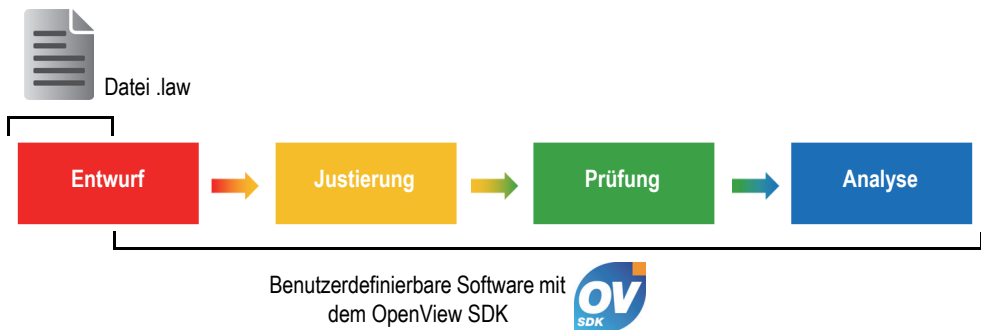 Datei .law
Entwurf
Justierung
Prüfung
Analyse
Benutzerdefinierbare Software mit
dem OpenView SDK
OV
SDK